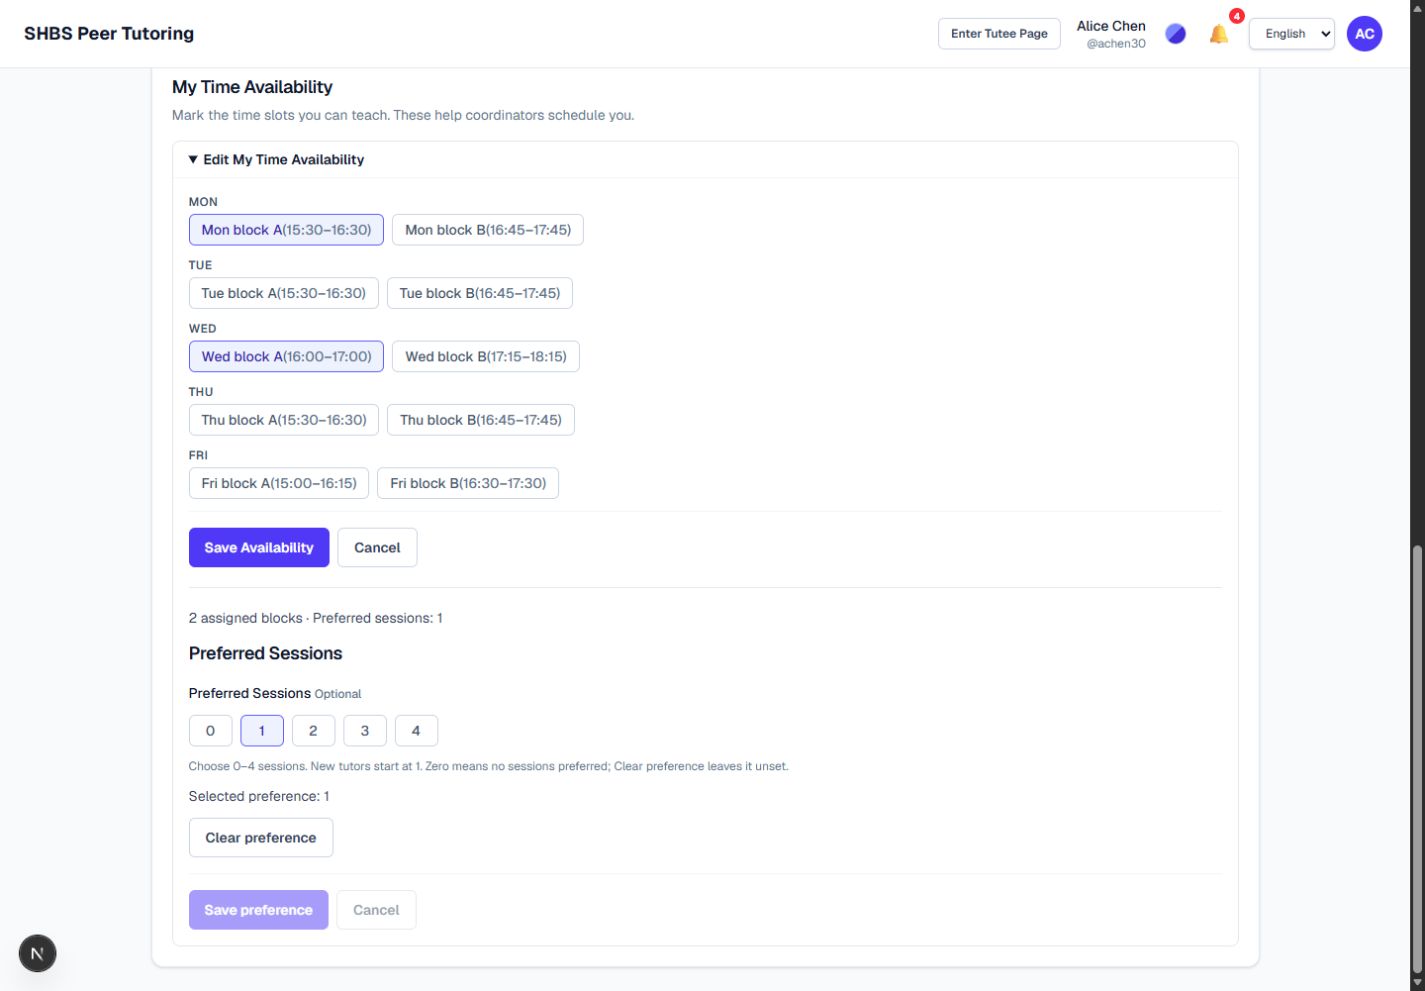 SHBS Peer Tutoring
Enter Tutee Page
Alice Chen
@achen30
4
English
AC
My Time Availability
Mark the time slots you can teach. These help coordinators schedule you.
▼ Edit My Time Availability
MON
Mon block A(15:30–16:30) Mon block B(16:45–17:45)
TUE
Tue block A(15:30–16:30) Tue block B(16:45–17:45)
WED
Wed block A(16:00–17:00) Wed block B(17:15–18:15)
THU
Thu block A(15:30–16:30) Thu block B(16:45–17:45)
FRI
Fri block A(15:00–16:15) Fri block B(16:30–17:30)
Save Availability Cancel
2 assigned blocks · Preferred sessions: 1
Preferred Sessions
Preferred Sessions Optional
0 1 2 3 4
Choose 0–4 sessions. New tutors start at 1. Zero means no sessions preferred; Clear preference leaves it unset.
Selected preference: 1
Clear preference
Save preference Cancel
N